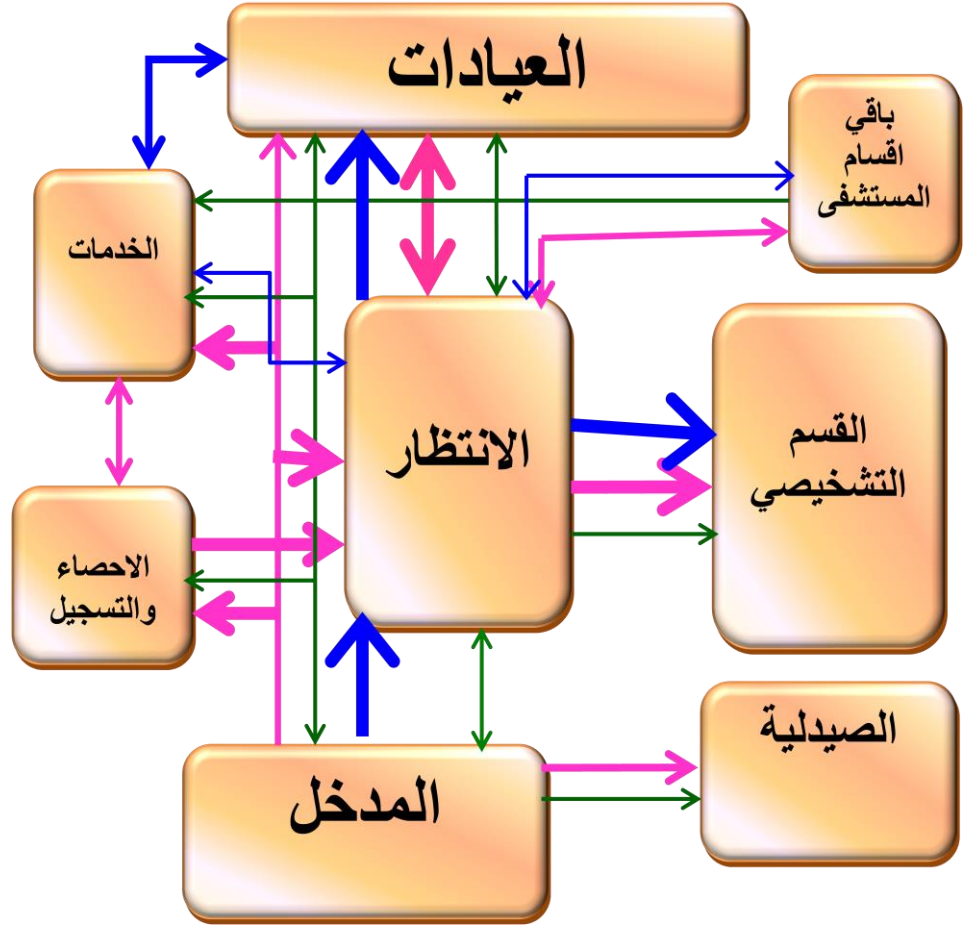 العيادات
باقي
اقسام
المستشفى
الخدمات
الانتظار
القسم
التشخيصي
الاحصاء
والتسجيل
الصيدلية
المدخل